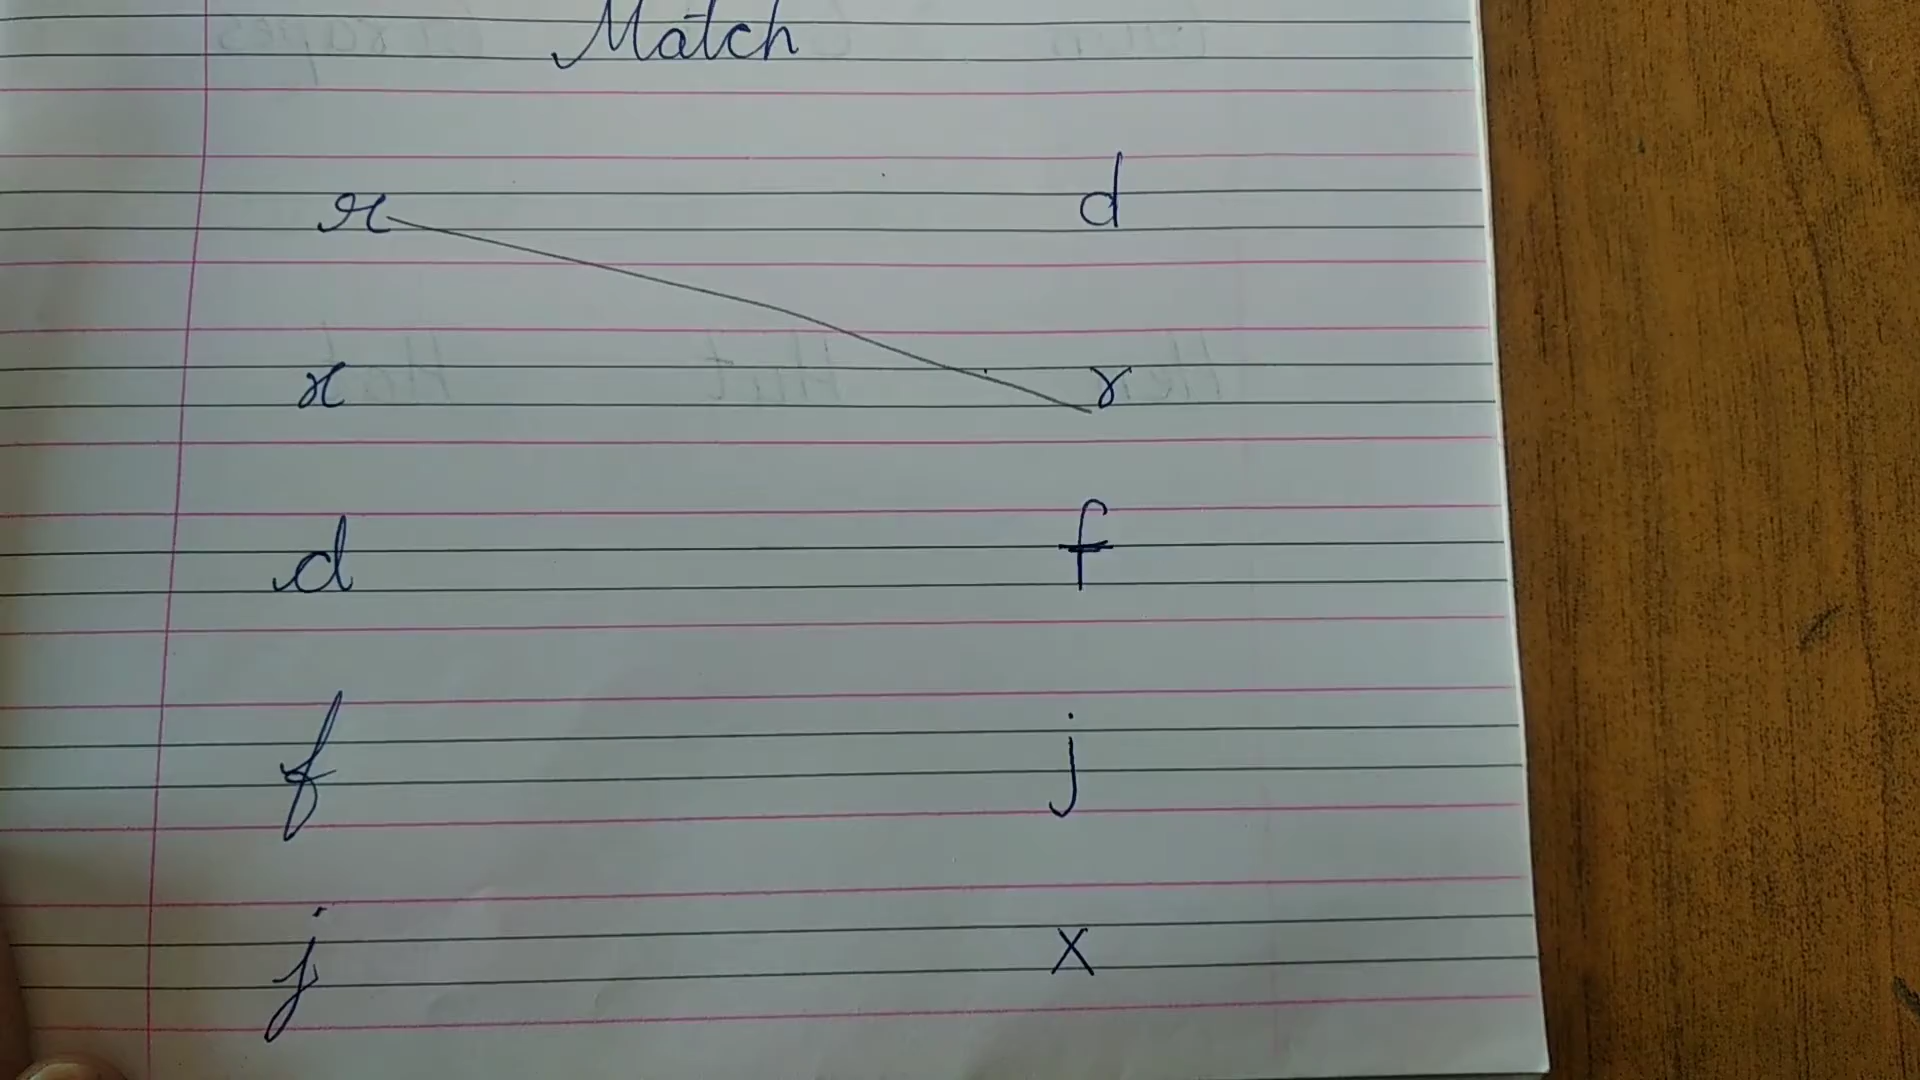 Match
r d
x r
d f
f j
j x